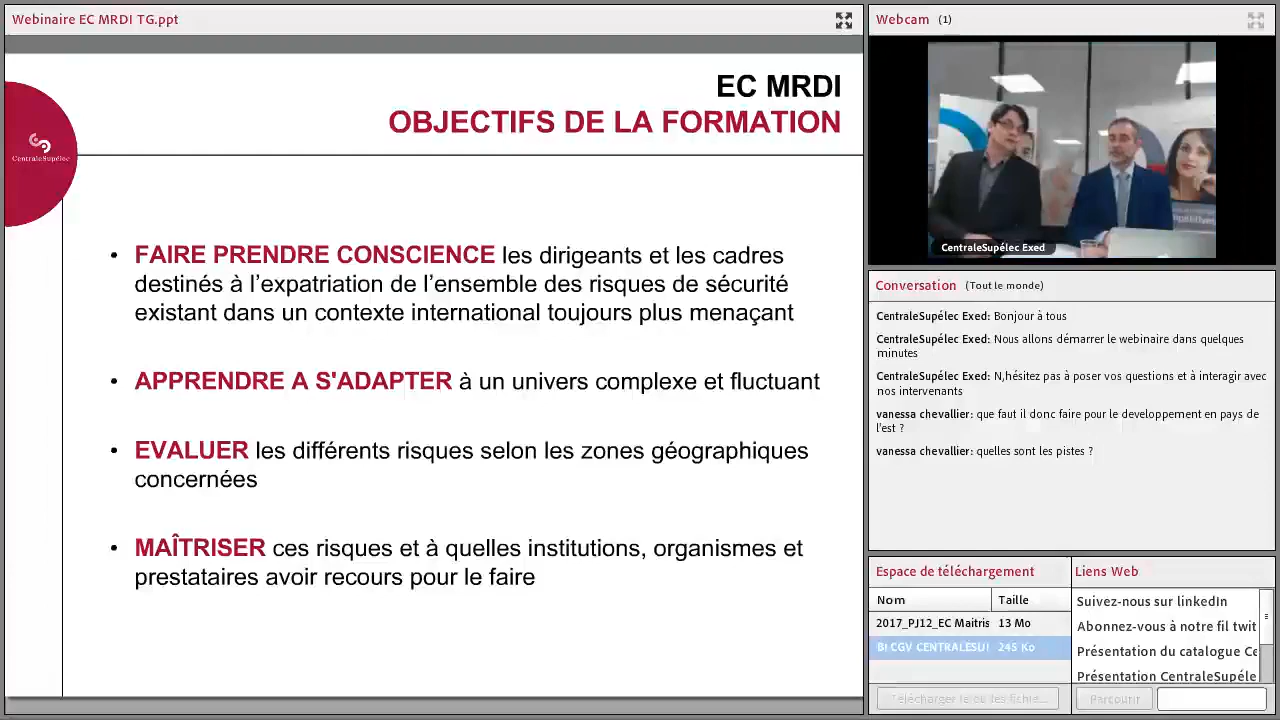 Webinaire EC MRDI TG.ppt
EC MRDI
OBJECTIFS DE LA FORMATION
CentraleSupélec
• FAIRE PRENDRE CONSCIENCE les dirigeants et les cadres
destinés à l’expatriation de l’ensemble des risques de sécurité
existant dans un contexte international toujours plus menaçant
• APPRENDRE A S'ADAPTER à un univers complexe et fluctuant
• EVALUER les différents risques selon les zones géographiques
concernées
• MAÎTRISER ces risques et à quelles institutions, organismes et
prestataires avoir recours pour le faire
Webcam (1)
CentraleSupélec Exed
Conversation (Tout le monde)
CentraleSupélec Exed: Bonjour à tous
CentraleSupélec Exed: Nous allons démarrer le webinaire dans quelques
minutes
CentraleSupélec Exed: N,hésitez pas à poser vos questions et à interagir avec
nos intervenants
vanessa chevallier: que faut il donc faire pour le developpement en pays de
l'est ?
vanessa chevallier: quelles sont les pistes ?
Espace de téléchargement
Nom Taille
2017_PJ12_EC Maitris 13 Mo
CGV 245 Ko
Télécharger le ou les fichie...
Liens Web
Suivez-nous sur linkedIn
Abonnez-vous à notre fil twit
Présentation du catalogue Ce
Présentation CentraleSupéle
Parcourir